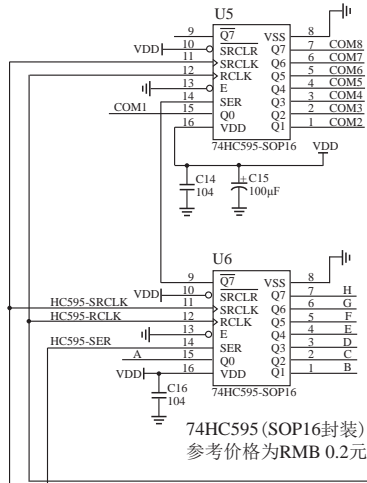 U5
9 Q7 VSS 8
VDD 10 SRCLR Q7 7 COM8
11 SRCLK Q6 6 COM7
12 RCLK Q5 5 COM6
13 E Q4 4 COM5
14 SER Q3 3 COM4
COM1 15 Q0 Q2 2 COM3
16 VDD Q1 1 COM2
74HC595-SOP16
VDD
C14
104
+ C15
100μF
U6
9 Q7 VSS 8
VDD 10 SRCLR Q7 7 H
HC595-SRCLK 11 SRCLK Q6 6 G
HC595-RCLK 12 RCLK Q5 5 F
13 E Q4 4 E
HC595-SER 14 SER Q3 3 D
A 15 Q0 Q2 2 C
VDD 16 VDD Q1 1 B
74HC595-SOP16
C16
104
74HC595(SOP16封装)
参考价格为RMB 0.2元